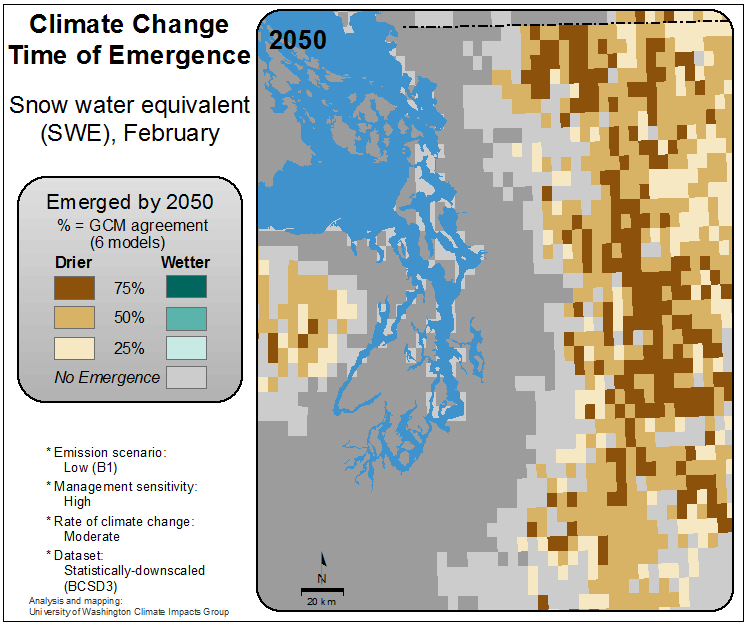 Climate Change
Time of Emergence
Snow water equivalent
(SWE), February
Emerged by 2050
% = GCM agreement
(6 models)
Drier Wetter
75%
50%
25%
No Emergence
* Emission scenario:
Low (B1)
* Management sensitivity:
High
* Rate of climate change:
Moderate
* Dataset:
Statistically-downscaled
(BCSD3)
Analysis and mapping:
University of Washington Climate Impacts Group
2050
N
20 km